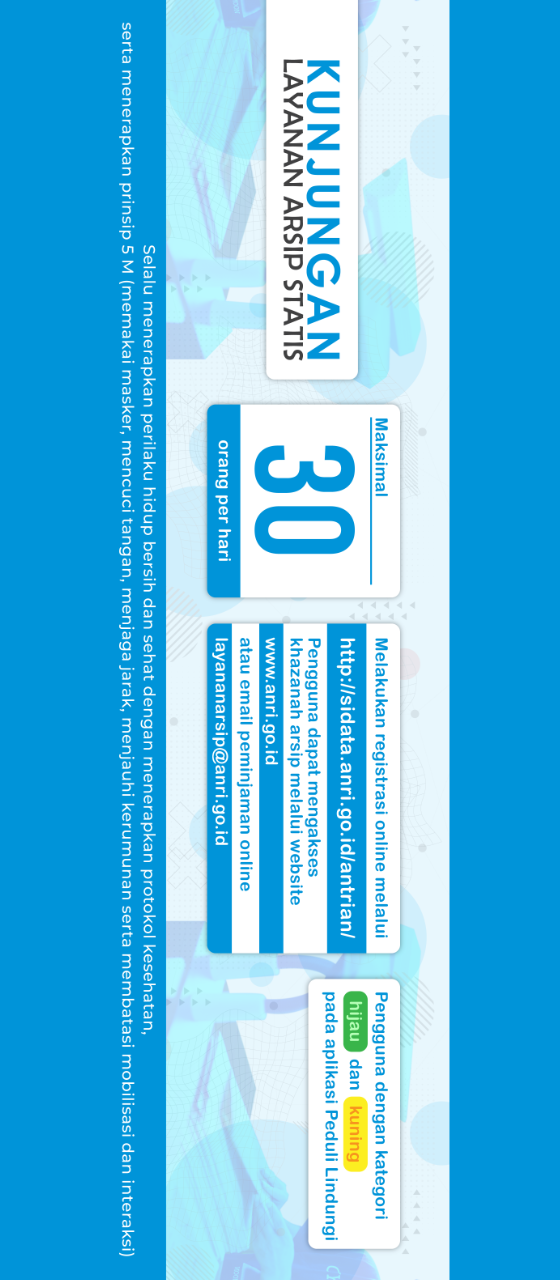 KUNJUNGAN
LAYANAN ARSIP STATIS
Maksimal
30
orang per hari
Melakukan registrasi online melalui
http://sidata.anri.go.id/antrian/
Pengguna dapat mengakses
khazanah arsip melalui website
www.anri.go.id
atau email peminjaman online
layananarsip@anri.go.id
Pengguna dengan kategori
hijau dan kuning
pada aplikasi Peduli Lindungi
Selalu menerapkan perilaku hidup bersih dan sehat dengan menerapkan protokol kesehatan,
serta menerapkan prinsip 5 M (memakai masker, mencuci tangan, menjaga jarak, menjauhi kerumunan serta membatasi mobilisasi dan interaksi)